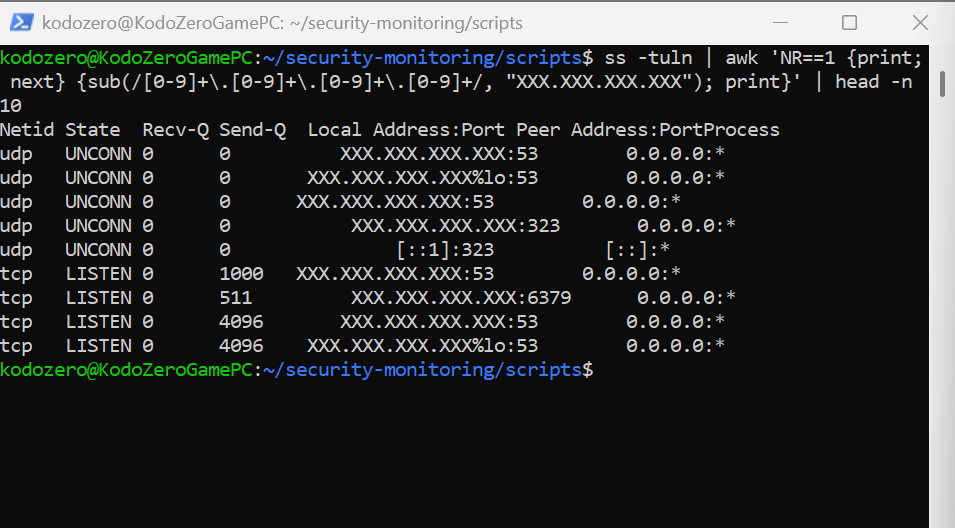 kodozero@KodoZeroGamePC: ~/security-monitoring/scripts
kodozero@KodoZeroGamePC:~/security-monitoring/scripts$ ss -tuln | awk 'NR==1 {print;
 next} {sub(/[0-9]+\.[0-9]+\.[0-9]+\.[0-9]+/, "XXX.XXX.XXX.XXX"); print}' | head -n
10
Netid State  Recv-Q Send-Q  Local Address:Port Peer Address:PortProcess
udp   UNCONN 0      0          XXX.XXX.XXX.XXX:53        0.0.0.0:*
udp   UNCONN 0      0       XXX.XXX.XXX.XXX%lo:53        0.0.0.0:*
udp   UNCONN 0      0      XXX.XXX.XXX.XXX:53        0.0.0.0:*
udp   UNCONN 0      0           XXX.XXX.XXX.XXX:323       0.0.0.0:*
udp   UNCONN 0      0               [::1]:323          [::]:*
tcp   LISTEN 0      1000   XXX.XXX.XXX.XXX:53        0.0.0.0:*
tcp   LISTEN 0      511         XXX.XXX.XXX.XXX:6379      0.0.0.0:*
tcp   LISTEN 0      4096       XXX.XXX.XXX.XXX:53        0.0.0.0:*
tcp   LISTEN 0      4096    XXX.XXX.XXX.XXX%lo:53        0.0.0.0:*
kodozero@KodoZeroGamePC:~/security-monitoring/scripts$